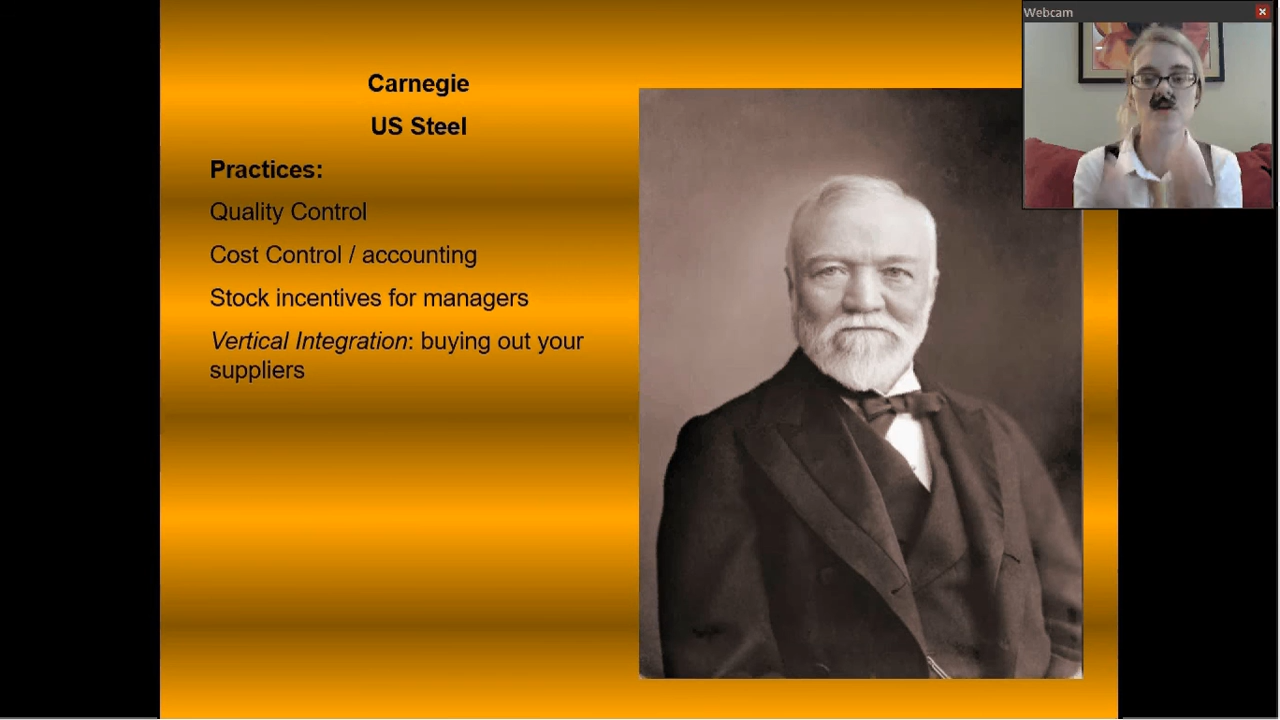 Webcam
Carnegie
US Steel
Practices:
Quality Control
Cost Control / accounting
Stock incentives for managers
Vertical Integration: buying out your
suppliers